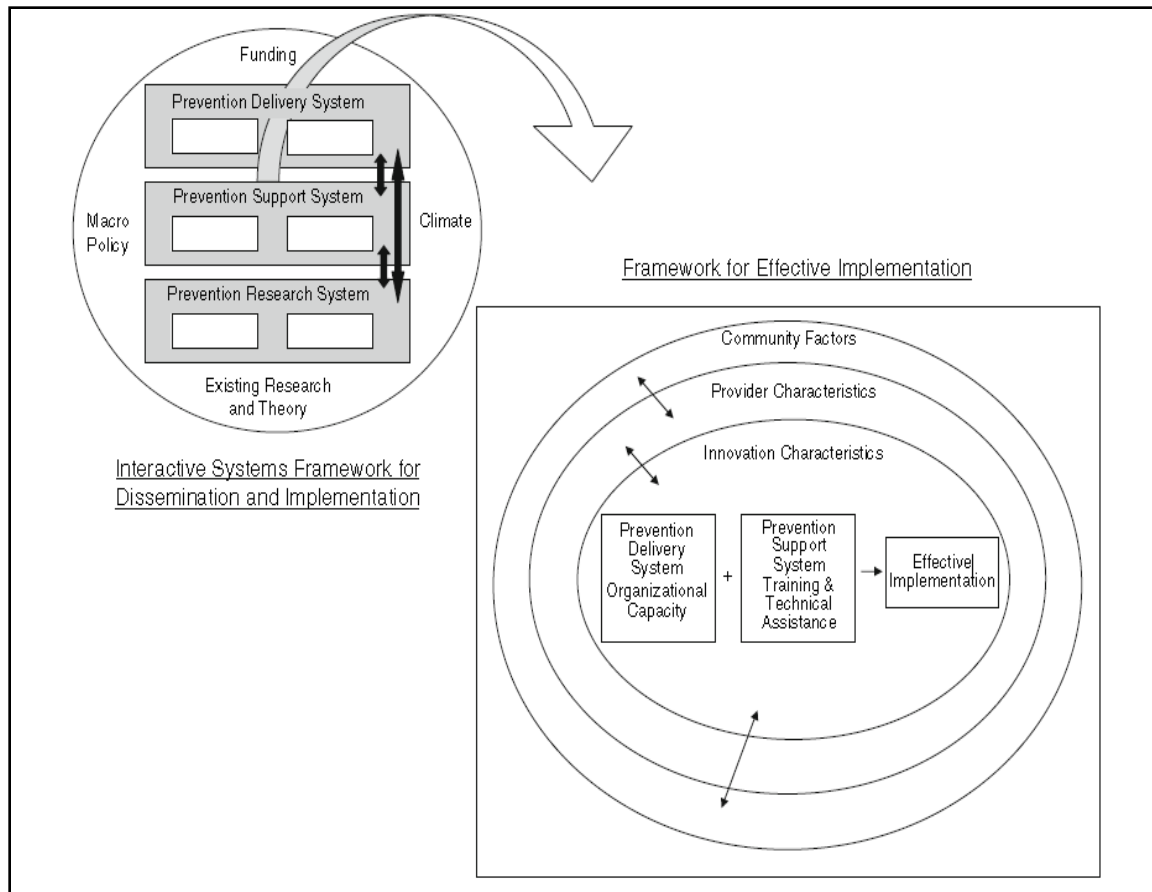 Funding
Prevention Delivery System
Prevention Support System
Macro
Policy
Climate
Prevention Research System
Existing Research
and Theory
Interactive Systems Framework for
Dissemination and Implementation
Framework for Effective Implementation
Community Factors
Provider Characteristics
Innovation Characteristics
Prevention
Delivery
System
Organizational
Capacity
+
Prevention
Support
System
Training &
Technical
Assistance
Effective
Implementation